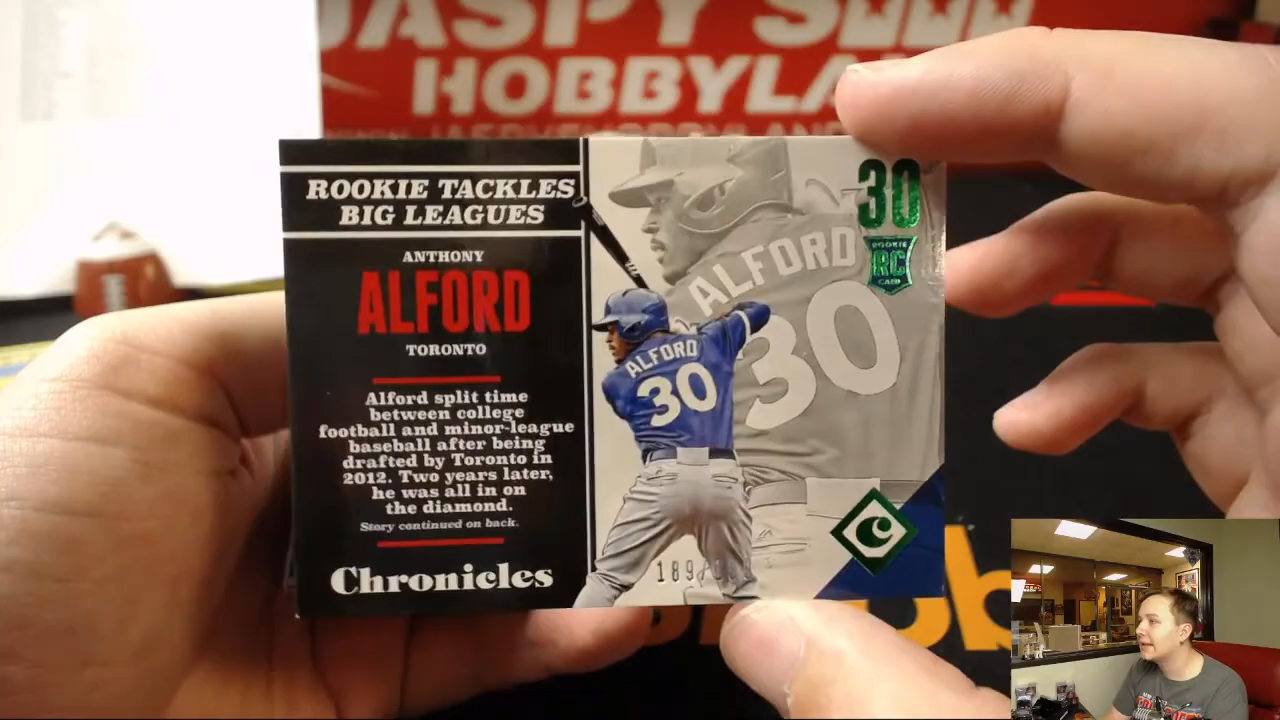 JASPY
HOBBYLA
ROOKIE TACKLES
BIG LEAGUES
ANTHONY
ALFORD
TORONTO
Alford split time
between college
football and minor-league
baseball after being
drafted by Toronto in
2012. Two years later,
he was all in on
the diamond.
Story continued on back.
Chronicles
30
ROOKIE
RC
CARD
ALFORD
30
ALFORD
30
C
189